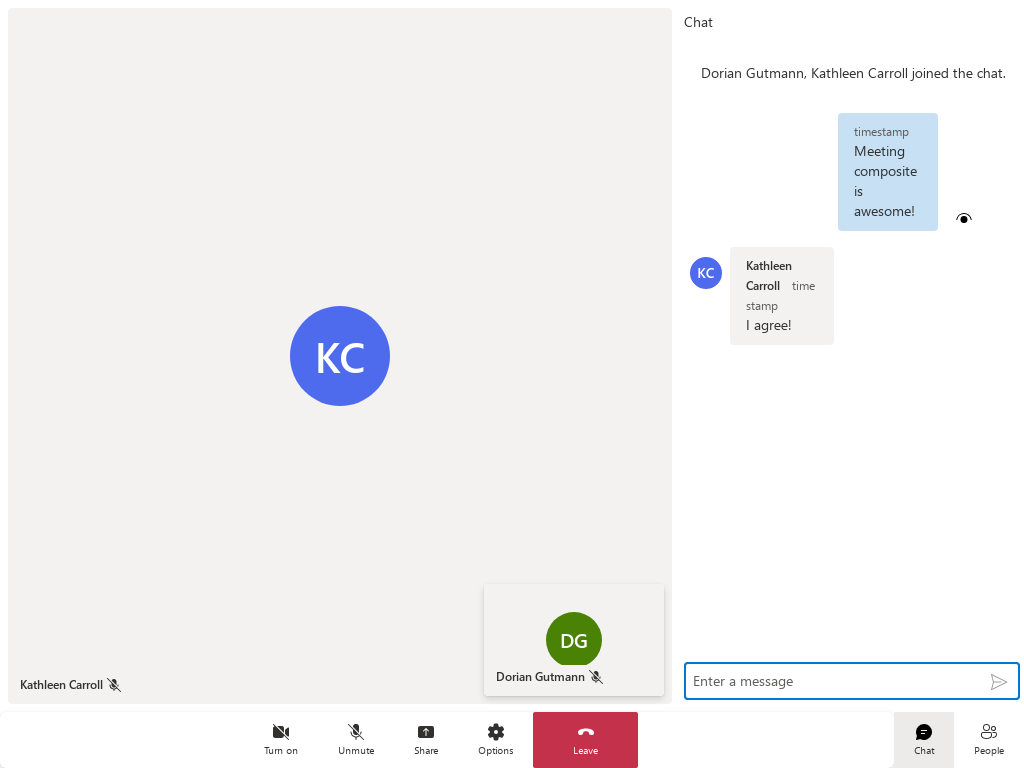 Chat
Dorian Gutmann, Kathleen Carroll joined the chat.
timestamp
Meeting
composite
is
awesome!
KC
Kathleen
Carroll time
stamp
I agree!
KC
DG
Kathleen Carroll
Dorian Gutmann
Enter a message
Turn on
Unmute
Share
Options
Leave
Chat
People